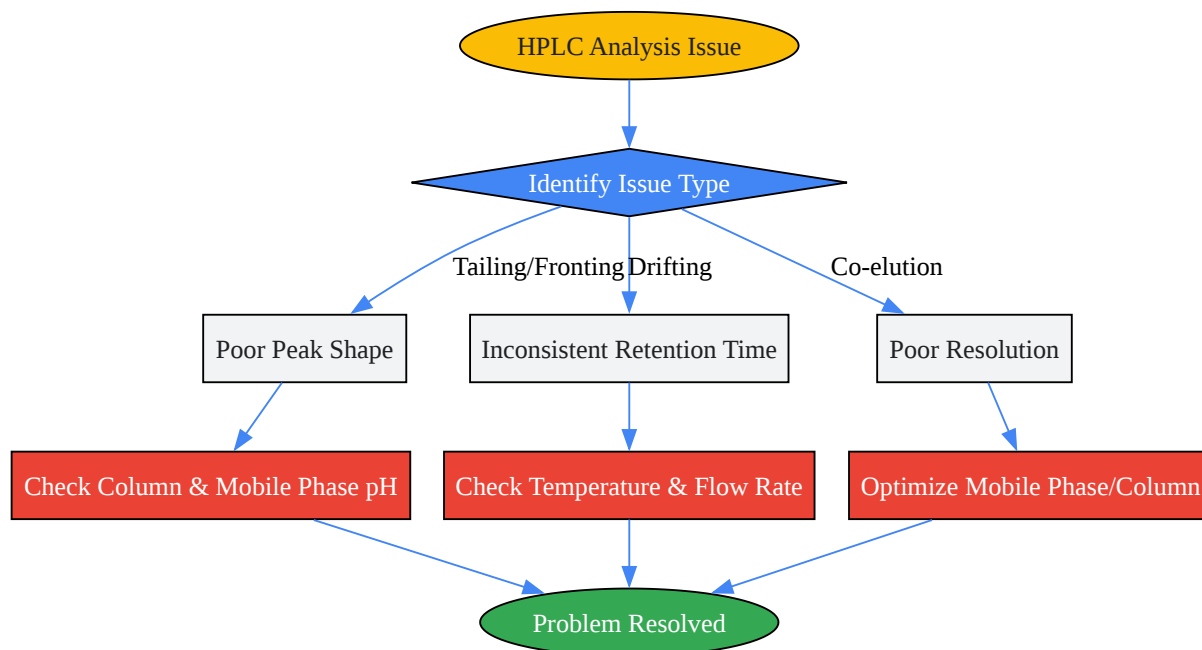 HPLC Analysis Issue
Identify Issue Type
Tailing/Fronting
Drifting
Co-elution
Poor Peak Shape
Inconsistent Retention Time
Poor Resolution
Check Column & Mobile Phase pH
Check Temperature & Flow Rate
Optimize Mobile Phase/Column
Problem Resolved